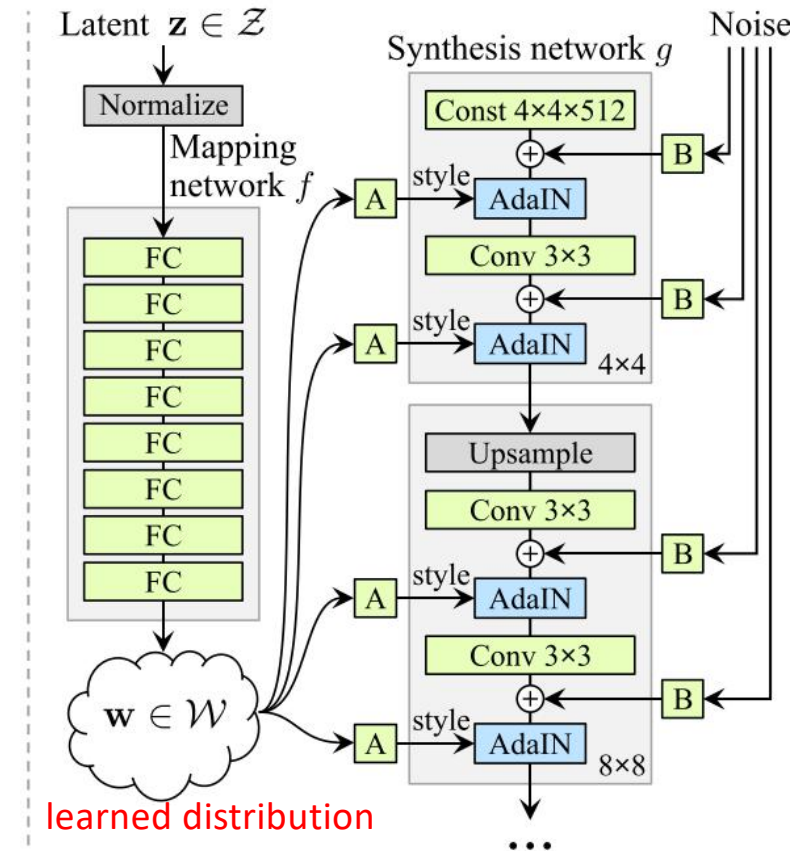 Latent z ∈ 𝒵
Normalize
Mapping
network f
FC
FC
FC
FC
FC
FC
FC
FC
w ∈ 𝒲
learned distribution
Synthesis network g
Noise
Const 4×4×512
+
B
A
style
AdaIN
Conv 3×3
+
B
A
style
AdaIN
4×4
Upsample
Conv 3×3
+
B
A
style
AdaIN
Conv 3×3
+
B
A
style
AdaIN
8×8
...